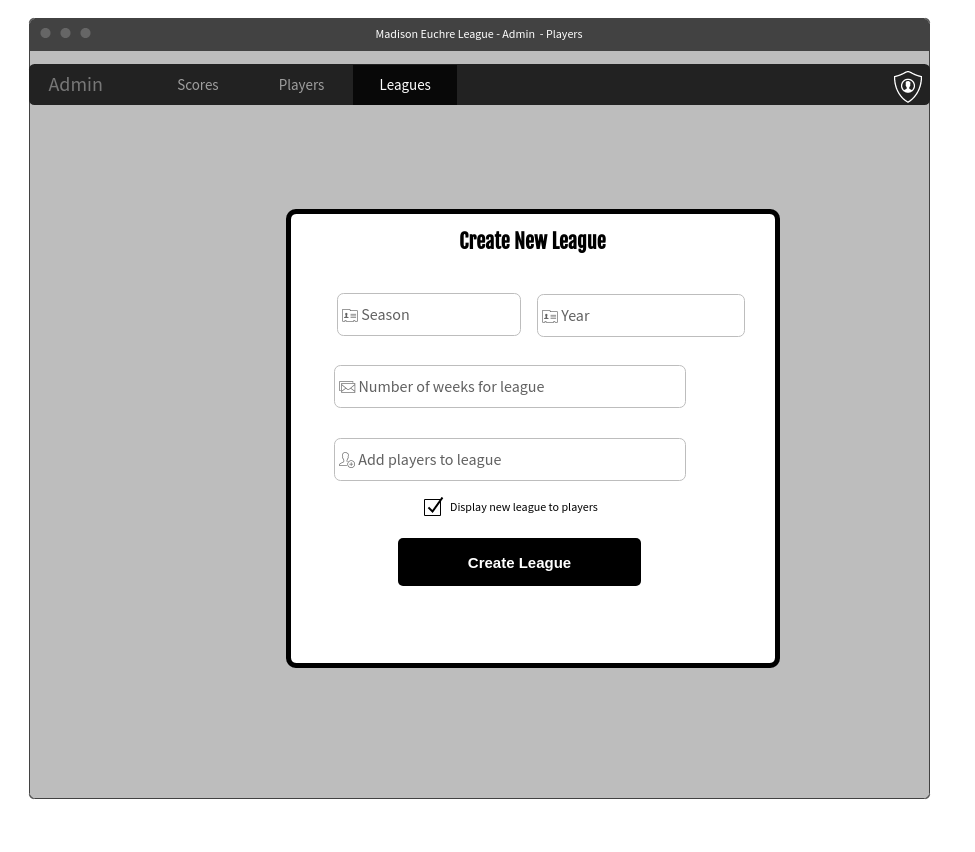 Madison Euchre League - Admin - Players
Admin Scores Players Leagues
Create New League
Season Year
Number of weeks for league
Add players to league
Display new league to players
Create League